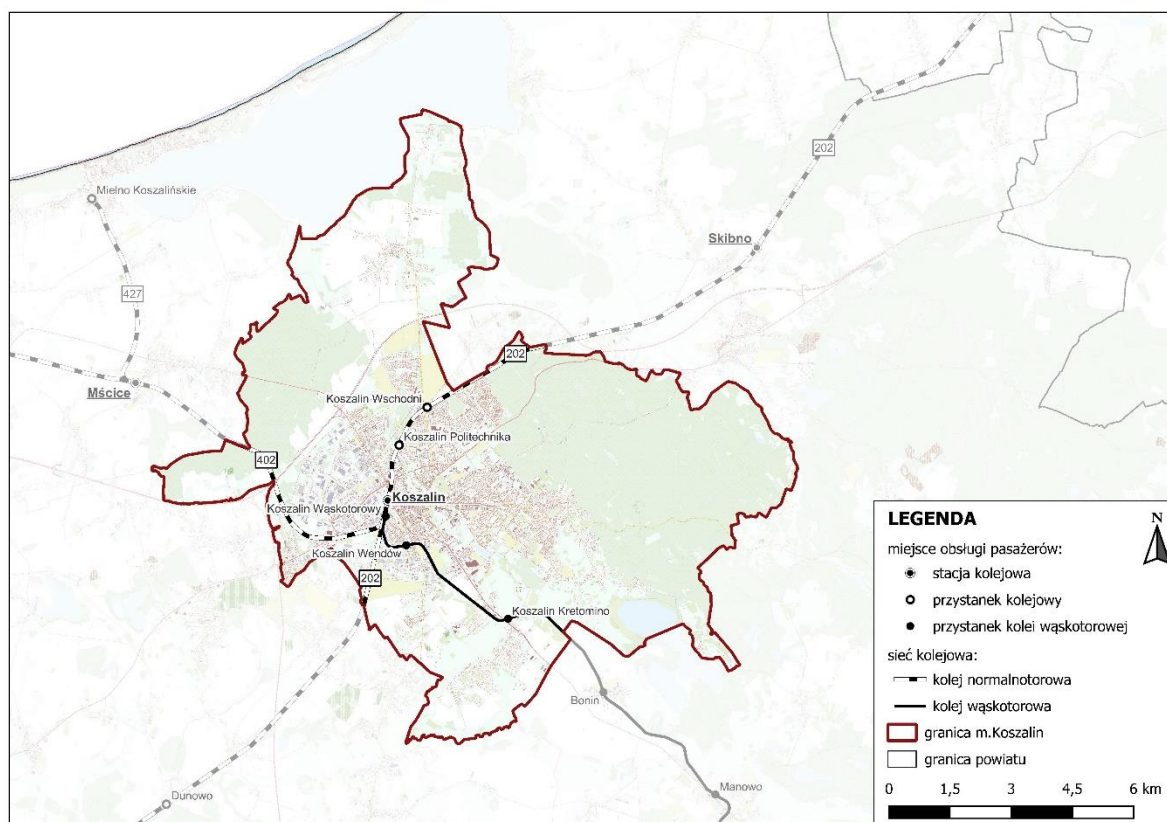 202
Mielno Koszalińskie
Skibno
427
202
Mścice
Koszalin Wschodni
Koszalin Politechnika
402
Koszalin
Koszalin Wąskotorowy
Koszalin Wendów
202
Koszalin Kretomino
Bonin
Dunowo
Manowo
LEGENDA
N
miejsce obsługi pasażerów:
stacja kolejowa
przystanek kolejowy
przystanek kolei wąskotorowej
sieć kolejowa:
kolej normalnotorowa
kolej wąskotorowa
granica m.Koszalin
granica powiatu
0 1,5 3 4,5 6 km